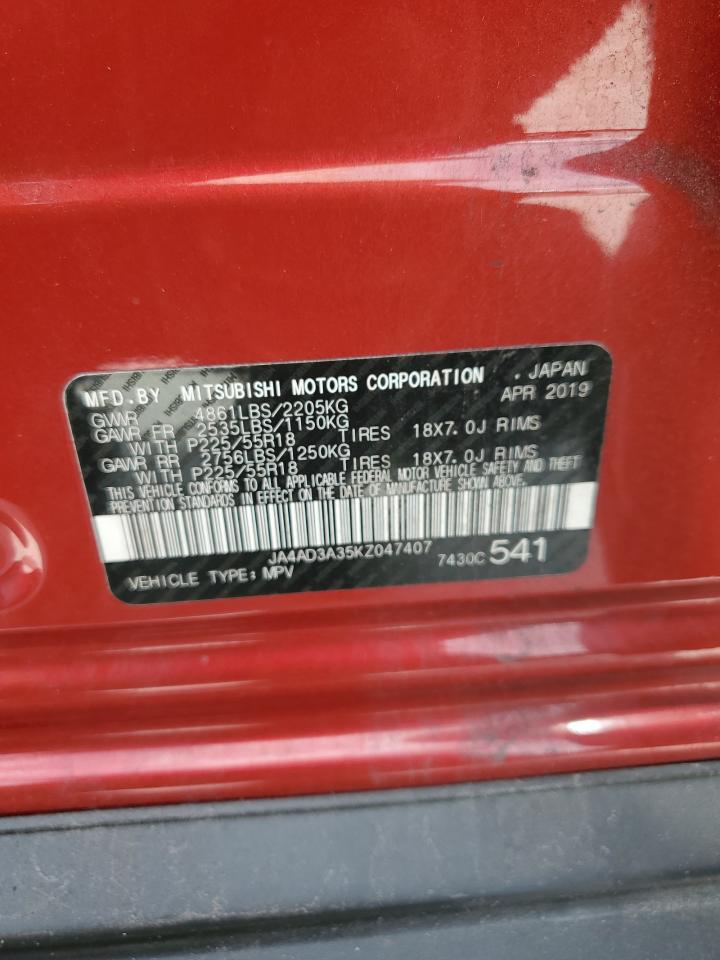 MFD.BY MITSUBISHI MOTORS CORPORATION . JAPAN
GVWR 4861LBS/2205KG APR 2019
GAWR FR 2535LBS/1150KG
WITH P225/55R18 TIRES 18X7.0J RIMS
GAWR RR 2756LBS/1250KG
WITH P225/55R18 TIRES 18X7.0J RIMS
THIS VEHICLE CONFORMS TO ALL APPLICABLE FEDERAL MOTOR VEHICLE SAFETY AND THEFT
PREVENTION STANDARDS IN EFFECT ON THE DATE OF MANUFACTURE SHOWN ABOVE.
JA4AD3A35KZ047407 7430C 541
VEHICLE TYPE: MPV